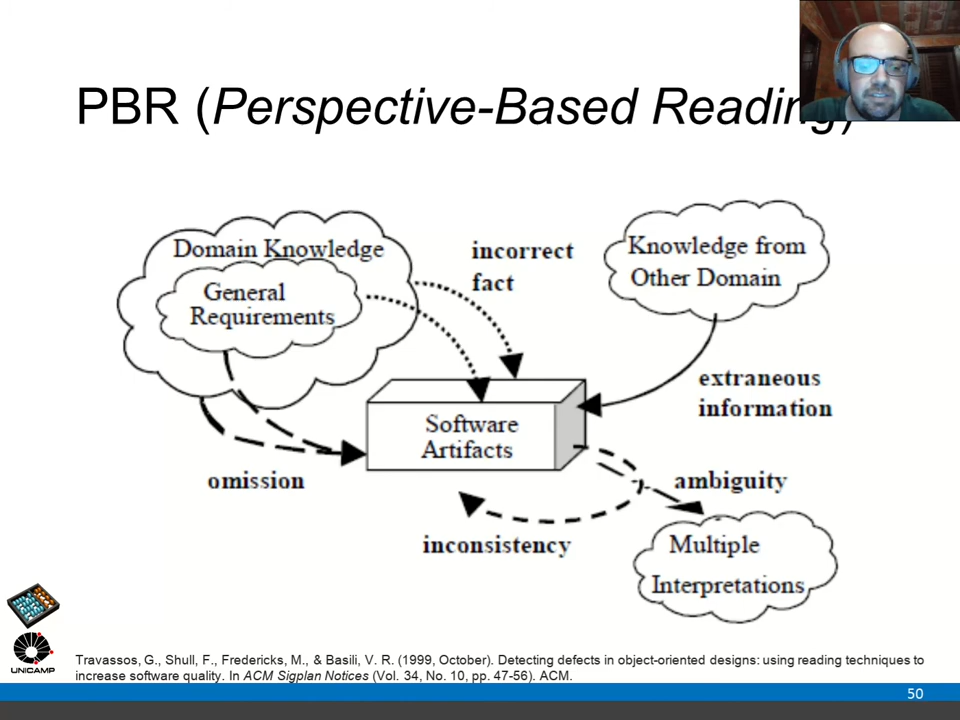 PBR (Perspective-Based Reading)
Domain Knowledge
General
Requirements
incorrect
fact
Knowledge from
Other Domain
extraneous
information
Software
Artifacts
omission
ambiguity
inconsistency
Multiple
Interpretations
UNICAMP
Travassos, G., Shull, F., Fredericks, M., & Basili, V. R. (1999, October). Detecting defects in object-oriented designs: using reading techniques to
increase software quality. In ACM Sigplan Notices (Vol. 34, No. 10, pp. 47-56). ACM.
50